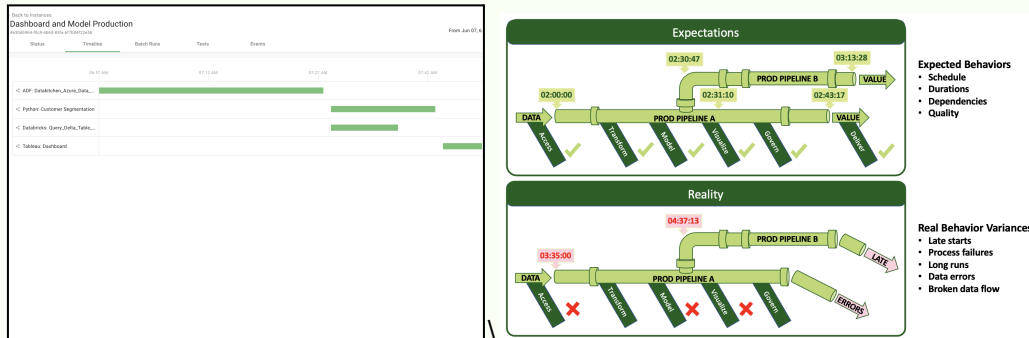 Back to Instances
Dashboard and Model Production
From Jun 07, 6
Status Timeline Batch Runs Tests Events
06:57 AM 07:12 AM 07:27 AM 07:42 AM
ADF: Datakitchen_Azure_Data_...
Python: Customer Segmentation
Databricks: Query_Delta_Table_...
Tableau: Dashboard
\
Expectations
02:30:47 03:13:28
PROD PIPELINE B VALUE
02:00:00 02:31:10 02:43:17
DATA PROD PIPELINE A VALUE
Access Transform Model Visualize Govern Deliver
Expected Behaviors
• Schedule
• Durations
• Dependencies
• Quality
Reality
04:37:13
PROD PIPELINE B
LATE
03:35:00
DATA PROD PIPELINE A
ERRORS
Access Transform Model Visualize Govern
Real Behavior Variances
• Late starts
• Process failures
• Long runs
• Data errors
• Broken data flow